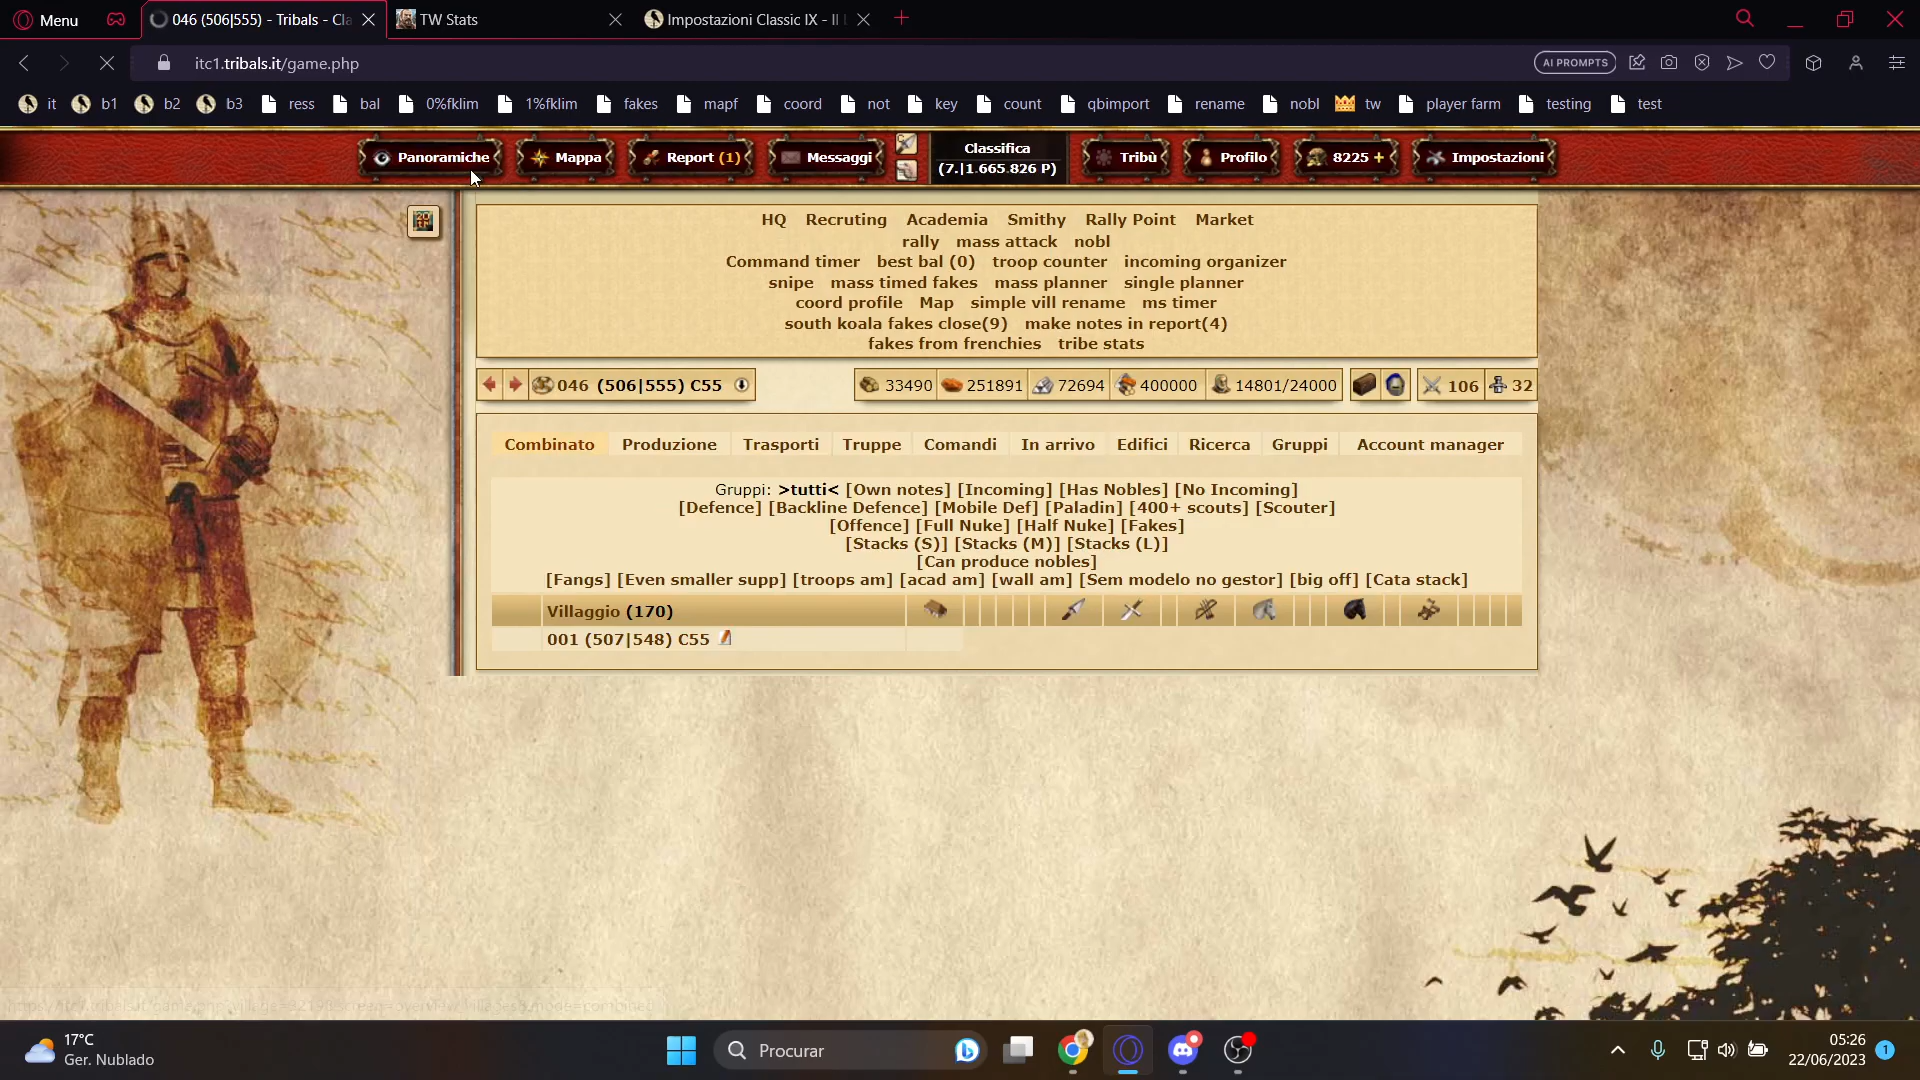 Menu
046 (506|555) - Tribals - Cla
TW Stats
Impostazioni Classic IX - Il
itc1.tribals.it/game.php
AI PROMPTS
it b1 b2 b3 ress bal 0%fklim 1%fklim fakes mapf coord not key count qbimport rename nobl tw player farm testing test
Panoramiche Mappa Report (1) Messaggi Classifica Tribù Profilo 8225 + Impostazioni
(7.|1.665.826 P)
HQ Recruting Academia Smithy Rally Point Market
rally mass attack nobl
Command timer best bal (0) troop counter incoming organizer
snipe mass timed fakes mass planner single planner
coord profile Map simple vill rename ms timer
south koala fakes close(9) make notes in report(4)
fakes from frenchies tribe stats
046 (506|555) C55 33490 251891 72694 400000 14801/24000 106 32
Combinato Produzione Trasporti Truppe Comandi In arrivo Edifici Ricerca Gruppi Account manager
Gruppi: >tutti< [Own notes] [Incoming] [Has Nobles] [No Incoming]
[Defence] [Backline Defence] [Mobile Def] [Paladin] [400+ scouts] [Scouter]
[Offence] [Full Nuke] [Half Nuke] [Fakes]
[Stacks (S)] [Stacks (M)] [Stacks (L)]
[Can produce nobles]
[Fangs] [Even smaller supp] [troops am] [acad am] [wall am] [Sem modelo no gestor] [big off] [Cata stack]
Villaggio (170)
001 (507|548) C55
17°C
Ger. Nublado
Procurar
05:26
22/06/2023
1